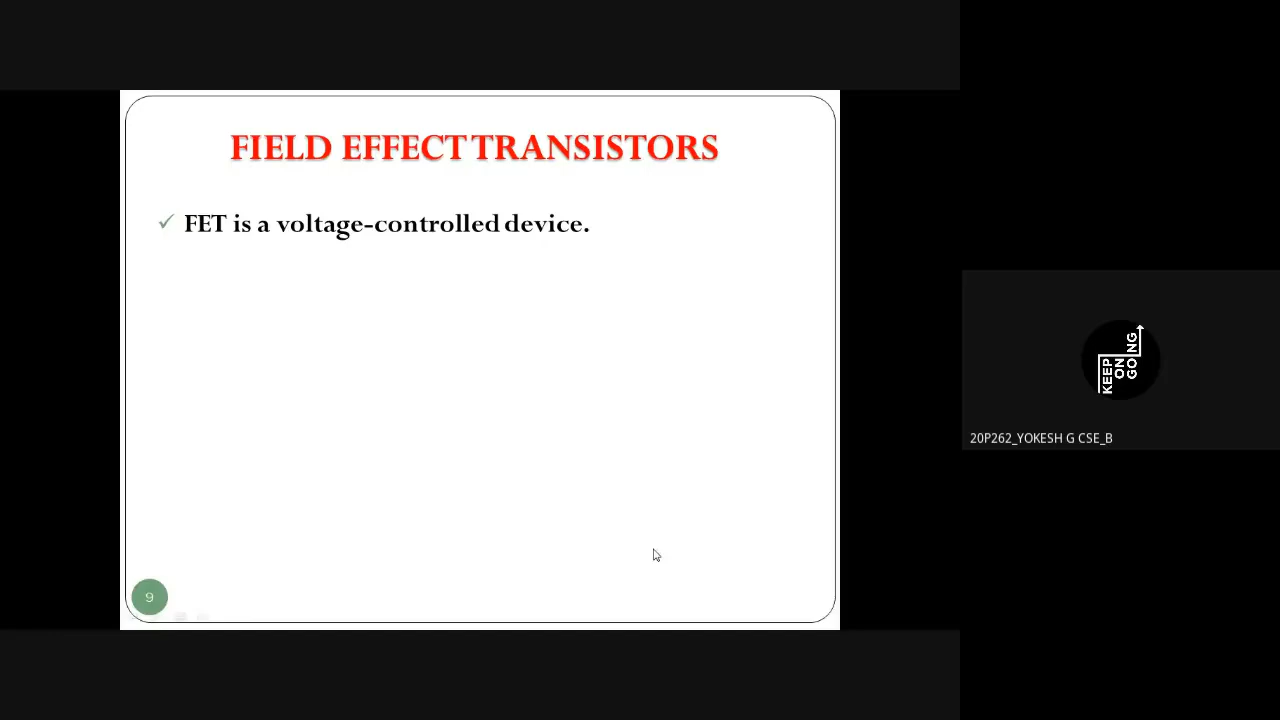 FIELD EFFECT TRANSISTORS
✓ FET is a voltage-controlled device.
9
KEEP
ON
GOING
20P262_YOKESH G CSE_B